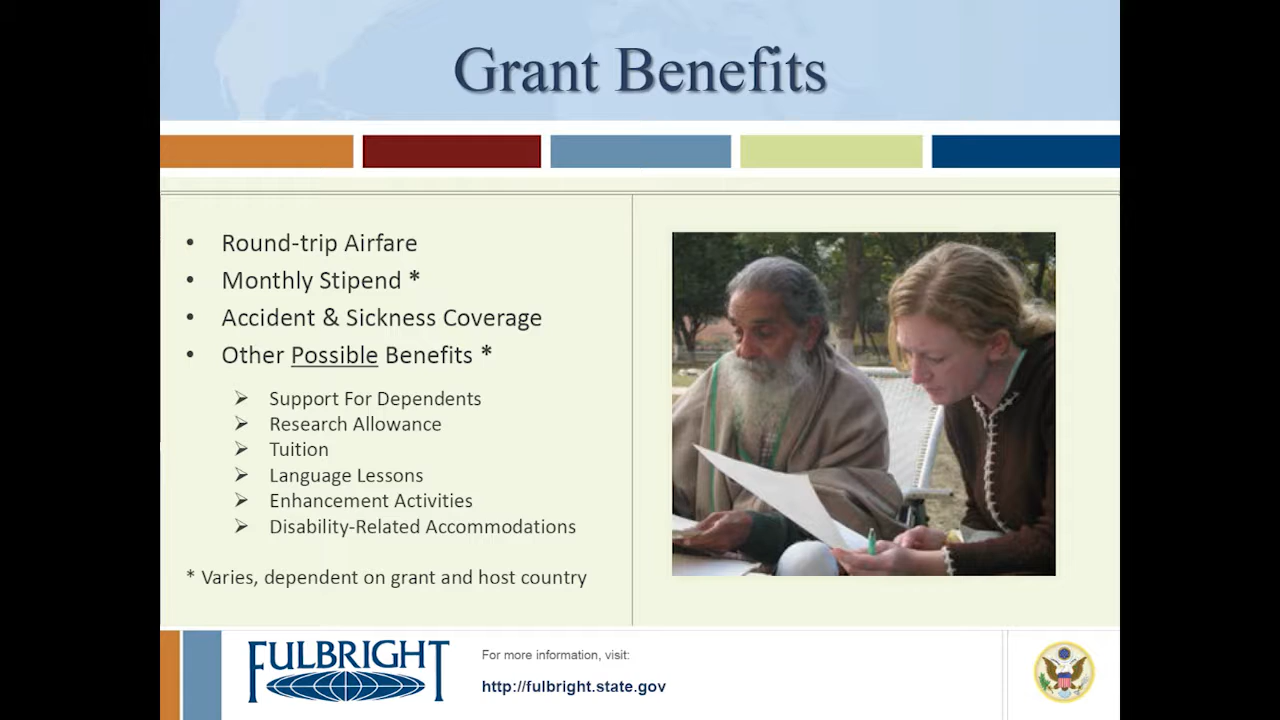 Grant Benefits
• Round-trip Airfare
• Monthly Stipend *
• Accident & Sickness Coverage
• Other Possible Benefits *
➢ Support For Dependents
➢ Research Allowance
➢ Tuition
➢ Language Lessons
➢ Enhancement Activities
➢ Disability-Related Accommodations
* Varies, dependent on grant and host country
FULBRIGHT
For more information, visit:
http://fulbright.state.gov